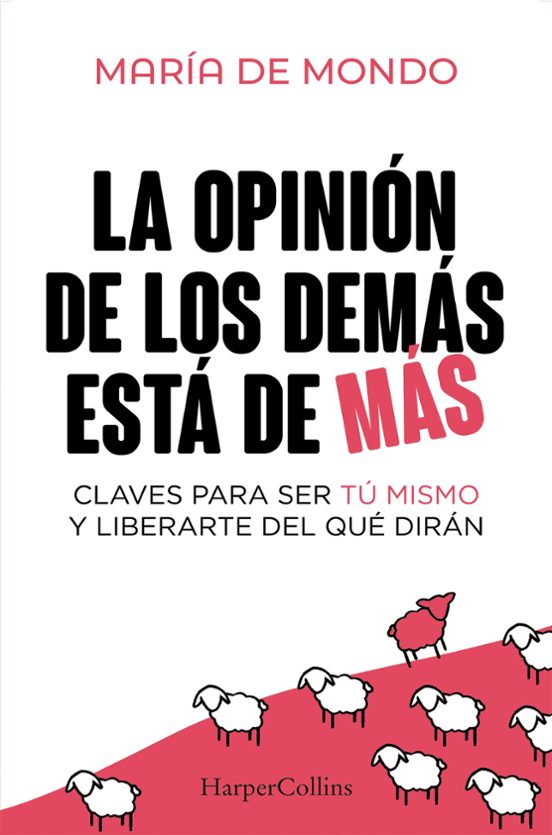 MARÍA DE MONDO
LA OPINIÓN
DE LOS DEMÁS
ESTÁ DE MÁS
CLAVES PARA SER TÚ MISMO
Y LIBERARTE DEL QUÉ DIRÁN
HarperCollins